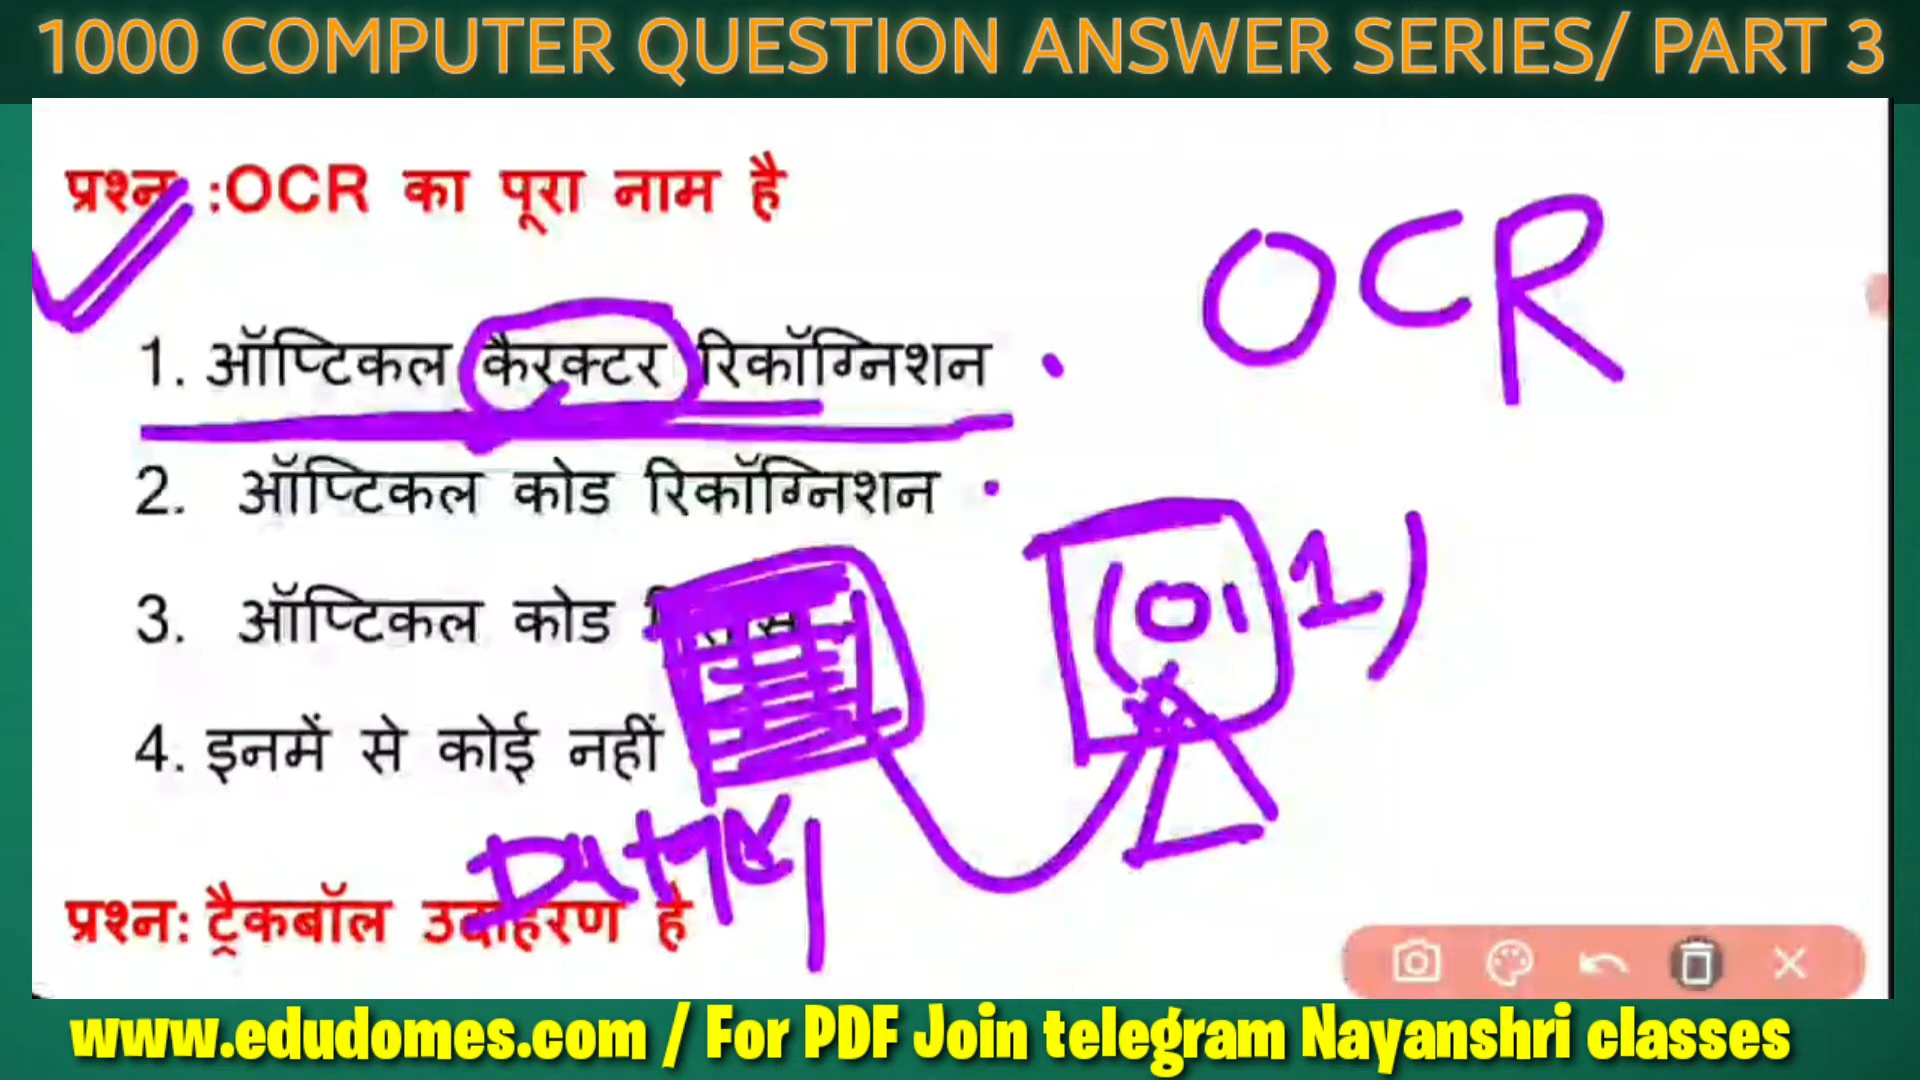 1000 COMPUTER QUESTION ANSWER SERIES/ PART 3
प्रश्न :OCR का पूरा नाम है
OCR
1. ऑप्टिकल कैरक्टर रिकॉग्निशन
2. ऑप्टिकल कोड रिकॉग्निशन
(01 1)
3. ऑप्टिकल कोड
4. इनमें से कोई नहीं
प्रश्न: ट्रैकबॉल उदाहरण है
www.edudomes.com / For PDF Join telegram Nayanshri classes